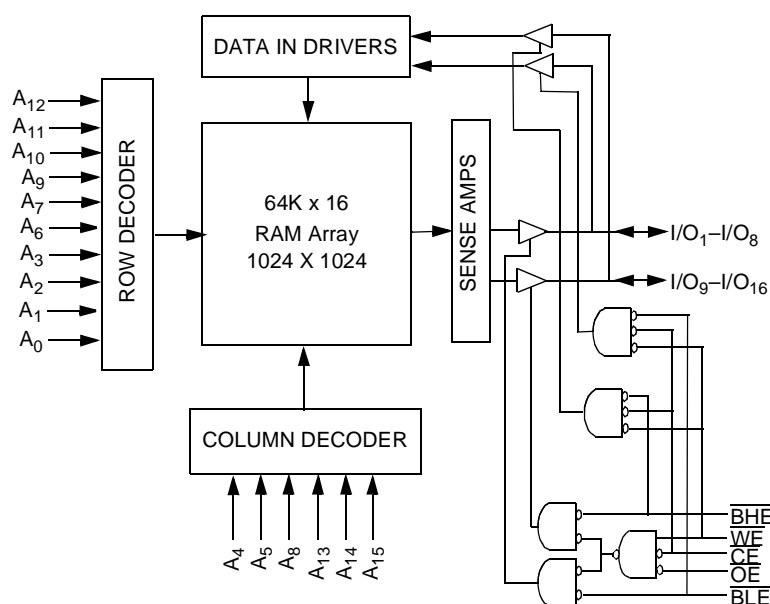 DATA IN DRIVERS
A12
A11
A10
A9
A7
A6
A3
A2
A1
A0
ROW DECODER
64K x 16
RAM Array
1024 X 1024
SENSE AMPS
I/O1–I/O8
I/O9–I/O16
COLUMN DECODER
A4
A5
A8
A13
A14
A15
BHE
WE
CE
OE
BLE